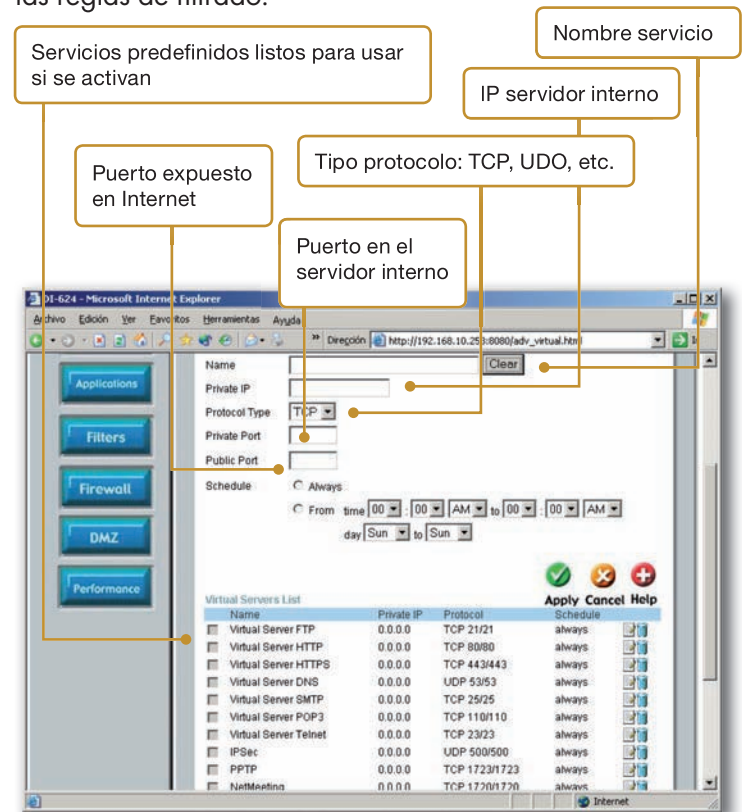 las reglas de filtrado.
Nombre servicio
Servicios predefinidos listos para usar
si se activan
IP servidor interno
Tipo protocolo: TCP, UDO, etc.
Puerto expuesto
en Internet
Puerto en el
servidor interno
DI-624 - Microsoft Internet Explorer
Archivo Edición Ver Favoritos Herramientas Ayuda
Dirección http://192.168.10.253:8080/adv_virtual.html
Applications
Filters
Firewall
DMZ
Performance
Name Clear
Private IP
Protocol Type TCP
Private Port
Public Port
Schedule Always
From time 00 : 00 AM to 00 : 00 AM
day Sun to Sun
Apply Cancel Help
Virtual Servers List
Name Private IP Protocol Schedule
Virtual Server FTP 0.0.0.0 TCP 21/21 always
Virtual Server HTTP 0.0.0.0 TCP 80/80 always
Virtual Server HTTPS 0.0.0.0 TCP 443/443 always
Virtual Server DNS 0.0.0.0 UDP 53/53 always
Virtual Server SMTP 0.0.0.0 TCP 25/25 always
Virtual Server POP3 0.0.0.0 TCP 110/110 always
Virtual Server Telnet 0.0.0.0 TCP 23/23 always
IPSec 0.0.0.0 UDP 500/500 always
PPTP 0.0.0.0 TCP 1723/1723 always
NetMeeting 0.0.0.0 TCP 1720/1720 always
Internet